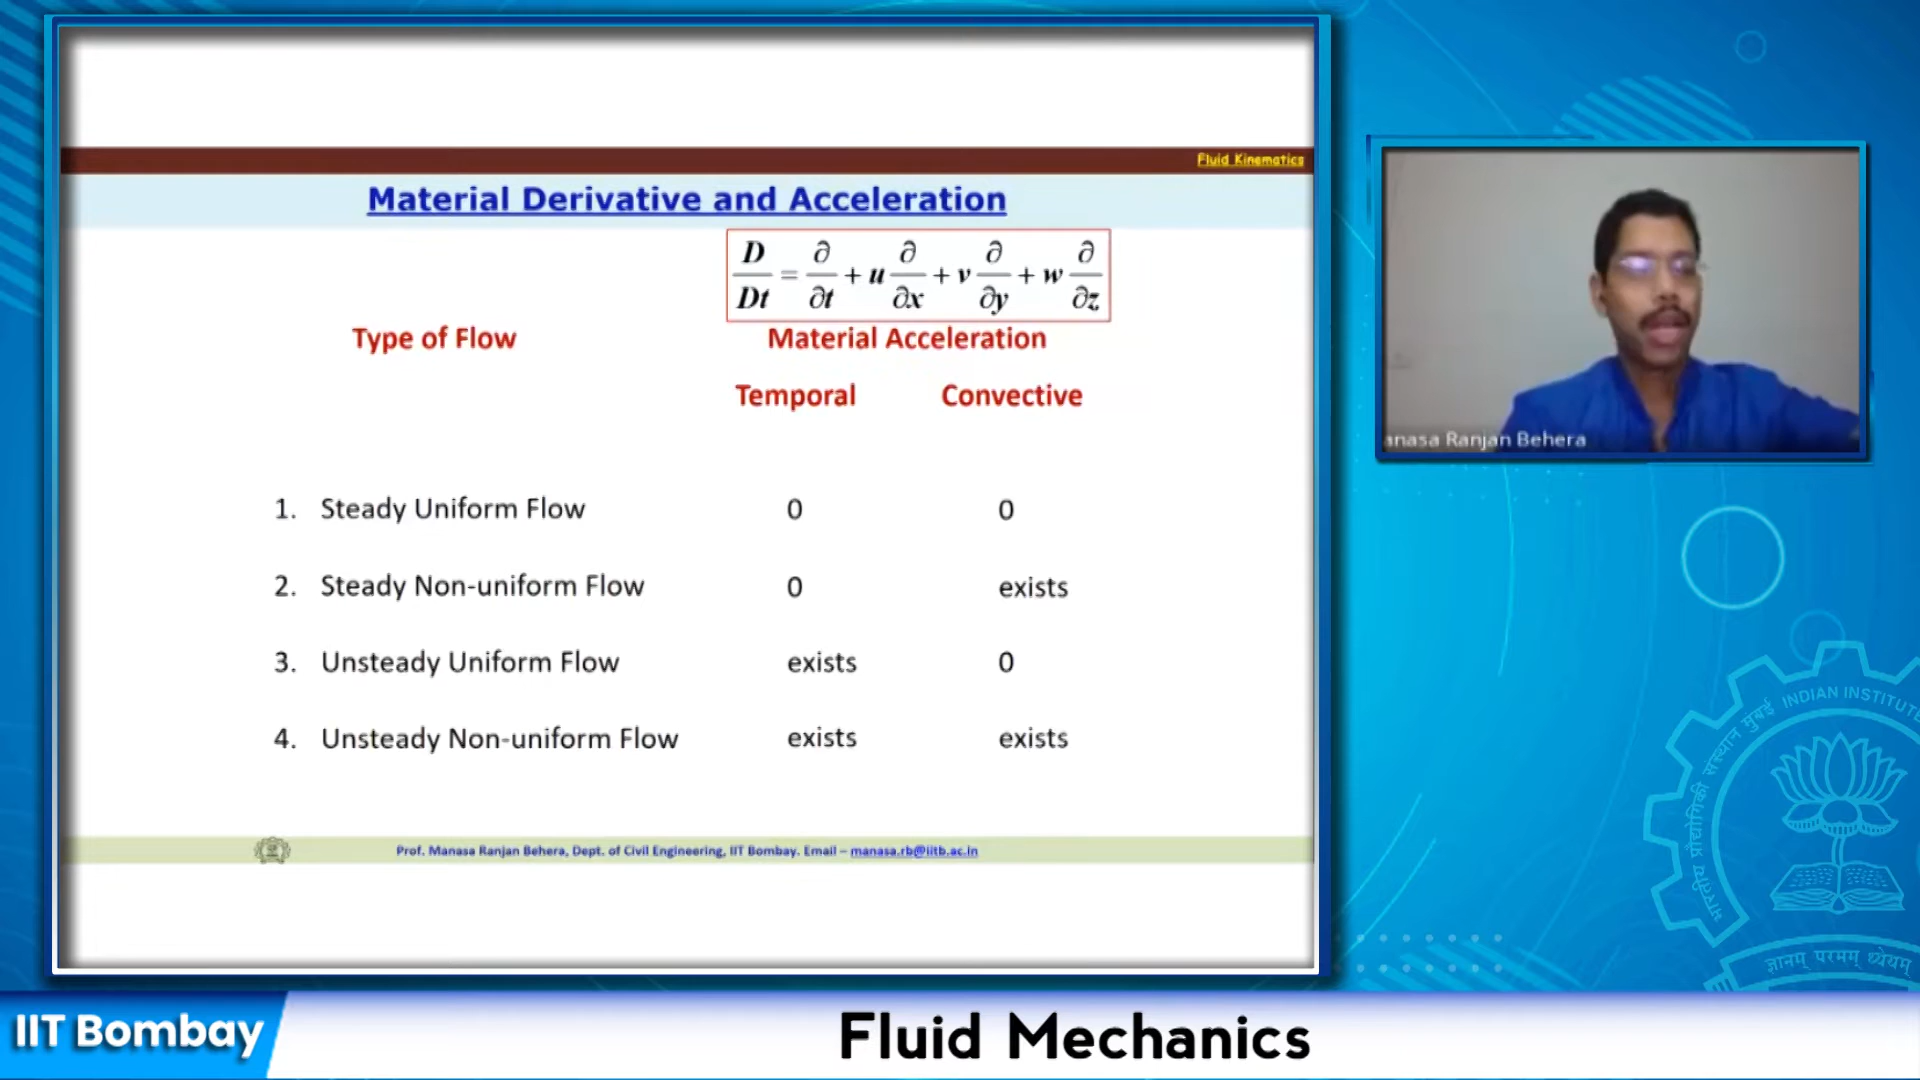 Fluid Kinematics
Material Derivative and Acceleration
D/Dt = ∂/∂t + u ∂/∂x + v ∂/∂y + w ∂/∂z
Type of Flow Material Acceleration
Temporal Convective
1. Steady Uniform Flow 0 0
2. Steady Non-uniform Flow 0 exists
3. Unsteady Uniform Flow exists 0
4. Unsteady Non-uniform Flow exists exists
Prof. Manasa Ranjan Behera, Dept. of Civil Engineering, IIT Bombay. Email – manasa.rb@iitb.ac.in
anasa Ranjan Behera
भारतीय प्रौद्योगिकी संस्थान मुंबई INDIAN INSTITUTE
ज्ञानम् परमम् ध्येयम्
IIT Bombay
Fluid Mechanics